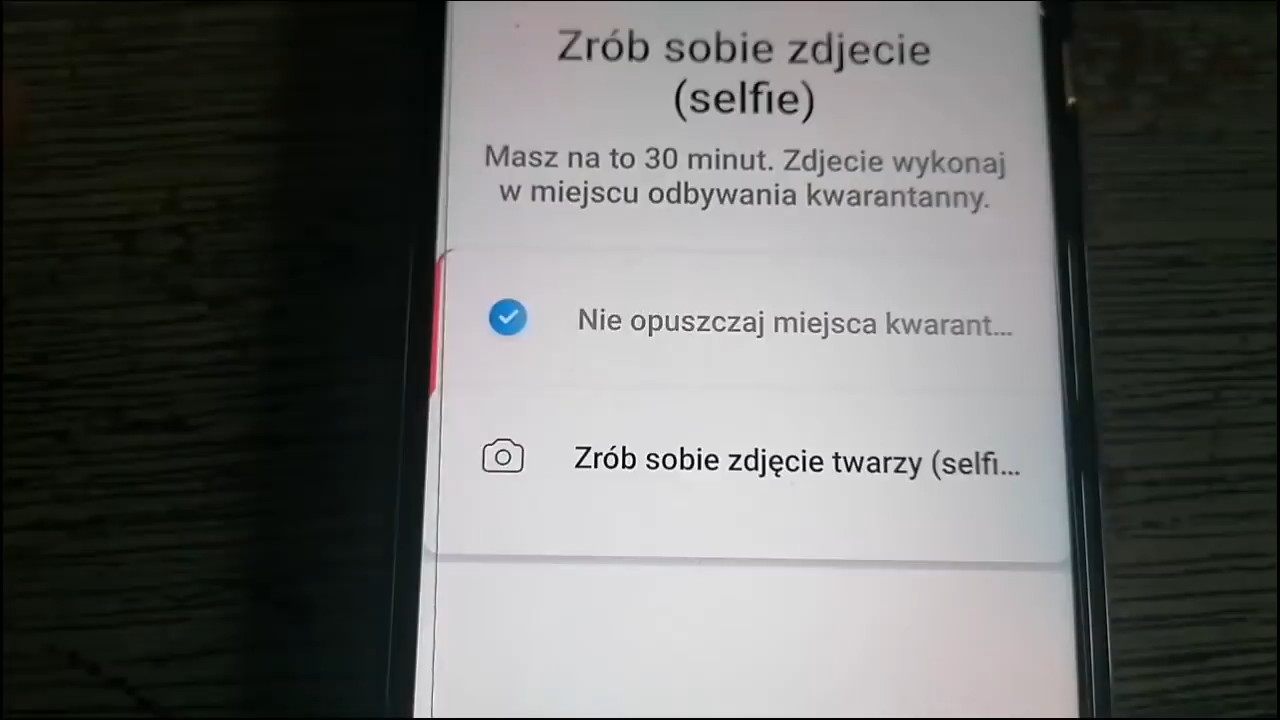 Zrób sobie zdjecie
(selfie)
Masz na to 30 minut. Zdjecie wykonaj
w miejscu odbywania kwarantanny.
Nie opuszczaj miejsca kwarant...
Zrób sobie zdjęcie twarzy (selfi...